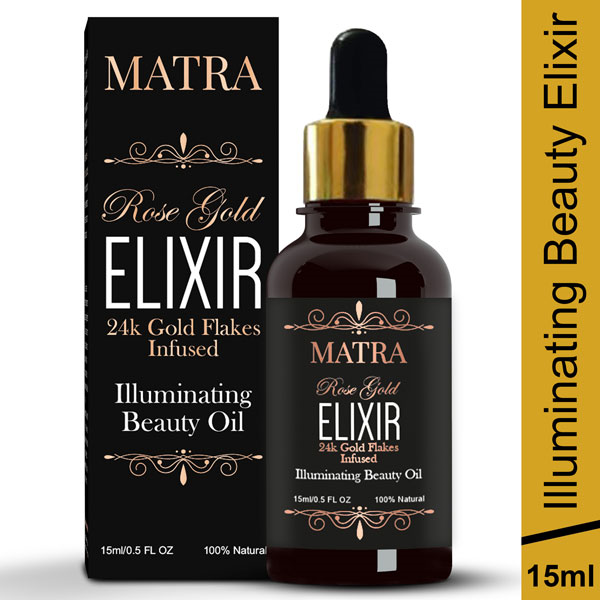 MATRA
Rose Gold
ELIXIR
24k Gold Flakes
Infused
Illuminating
Beauty Oil
15ml/0.5 FL OZ 100% Natural
MATRA
Rose Gold
ELIXIR
24k Gold Flakes
Infused
Illuminating Beauty Oil
15ml/0.5 FL OZ 100% Natural
Illuminating Beauty Elixir
15ml